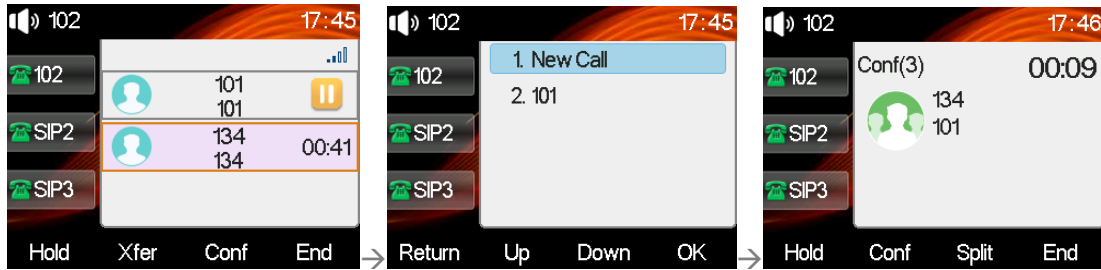 102 17:45
102
101
101
SIP2
134
134
00:41
SIP3
Hold Xfer Conf End
→
102 17:45
1. New Call
102
2. 101
SIP2
SIP3
Return Up Down OK
→
102 17:46
Conf(3) 00:09
102
134
101
SIP2
SIP3
Hold Conf Split End